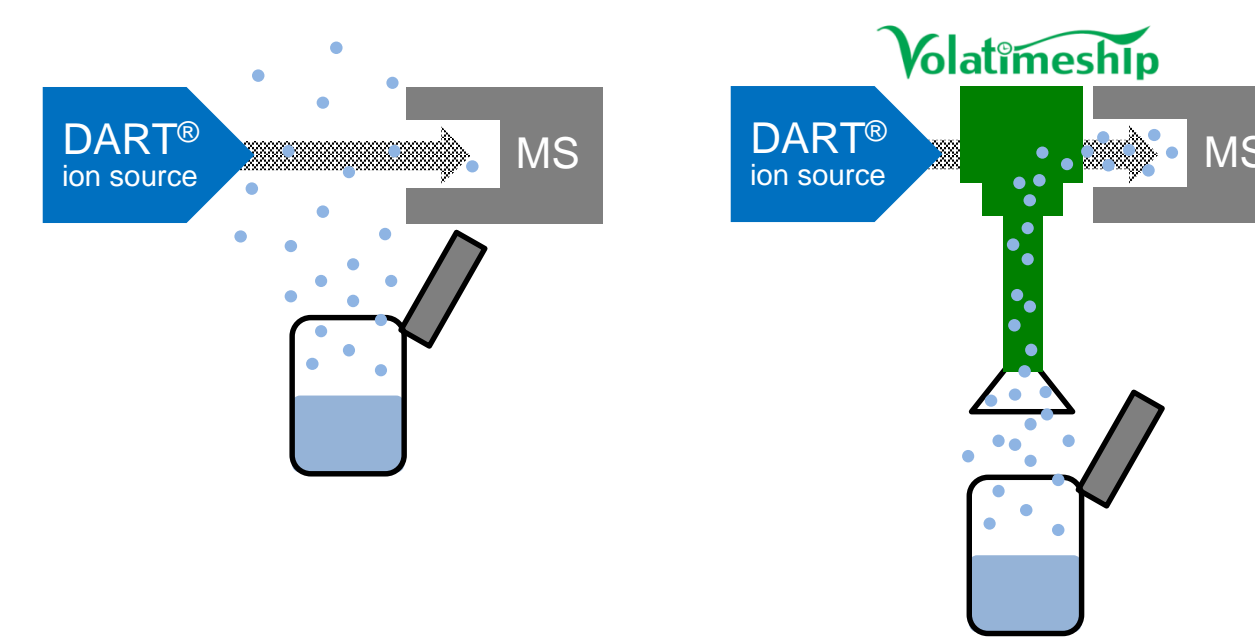 DART®
ion source
MS
Volatimeship
DART®
ion source
MS